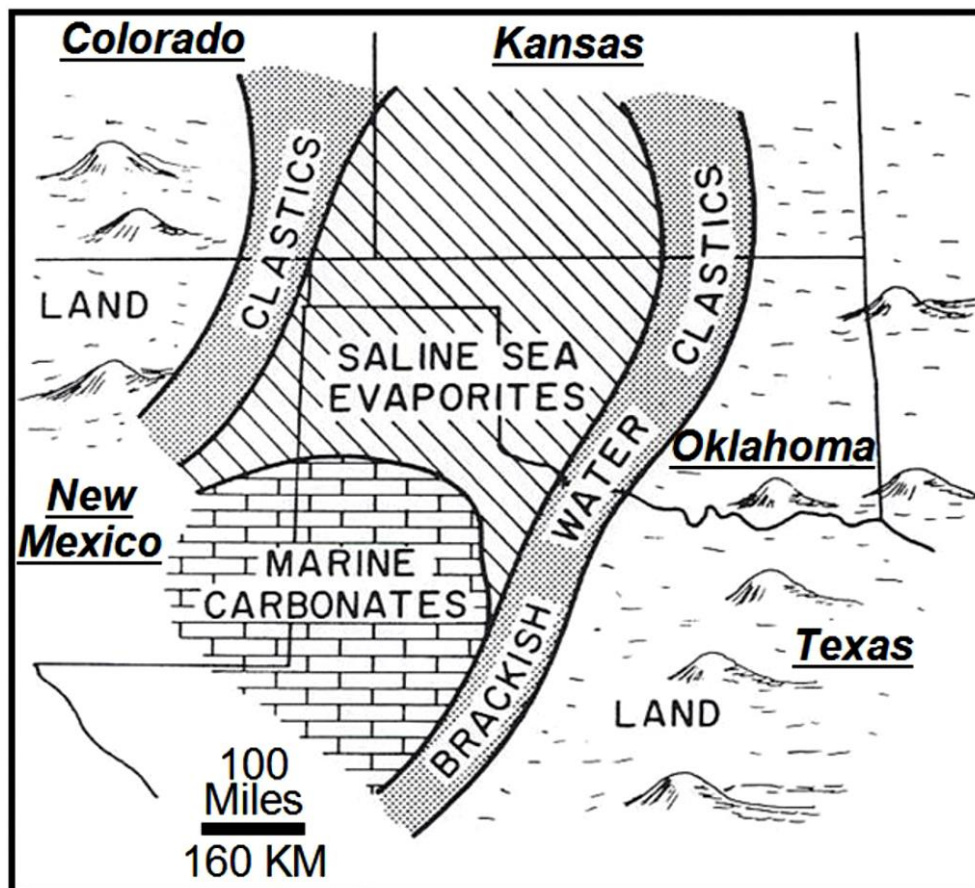 Colorado
Kansas
CLASTICS
CLASTICS
LAND
SALINE SEA
EVAPORITES
Oklahoma
New
Mexico
WATER
MARINE
CARBONATES
BRACKISH
Texas
LAND
100
Miles
160 KM